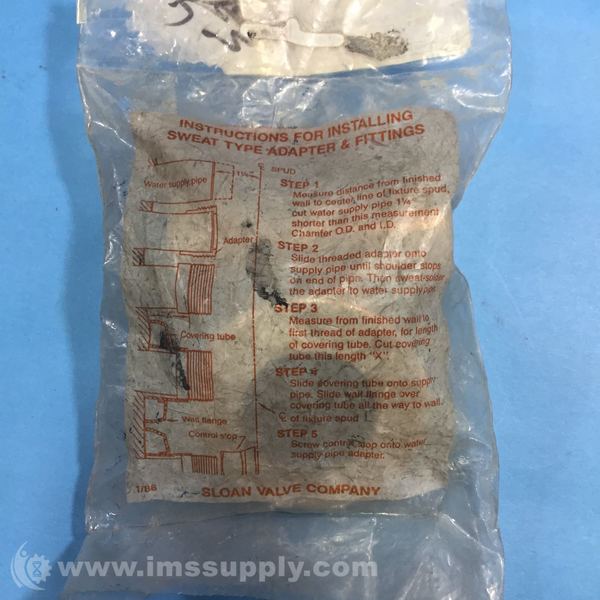 INSTRUCTIONS FOR INSTALLING
SWEAT TYPE ADAPTER & FITTINGS
Water supply pipe
1¼
℄ SPUD
Adapter
Covering tube
Wall flange
Control stop
℄ of fixture spud
STEP 1
Measure distance from finished
wall to center line of fixture spud,
cut water supply pipe 1¼
shorter than this measurement
Chamfer O.D. and I.D.
STEP 2
Slide threaded adaptor onto
supply pipe until shoulder stops
on end of pipe. Then sweat-solder
the adapter to water supply pipe
STEP 3
Measure from finished wall to
first thread of adapter, for length
of covering tube. Cut covering
tube this length "X".
STEP 4
Slide covering tube onto supply
pipe. Slide wall flange over
covering tube all the way to wall.
STEP 5
Screw control stop onto water
supply pipe adapter.
1/86
SLOAN VALVE COMPANY
www.imssupply.com